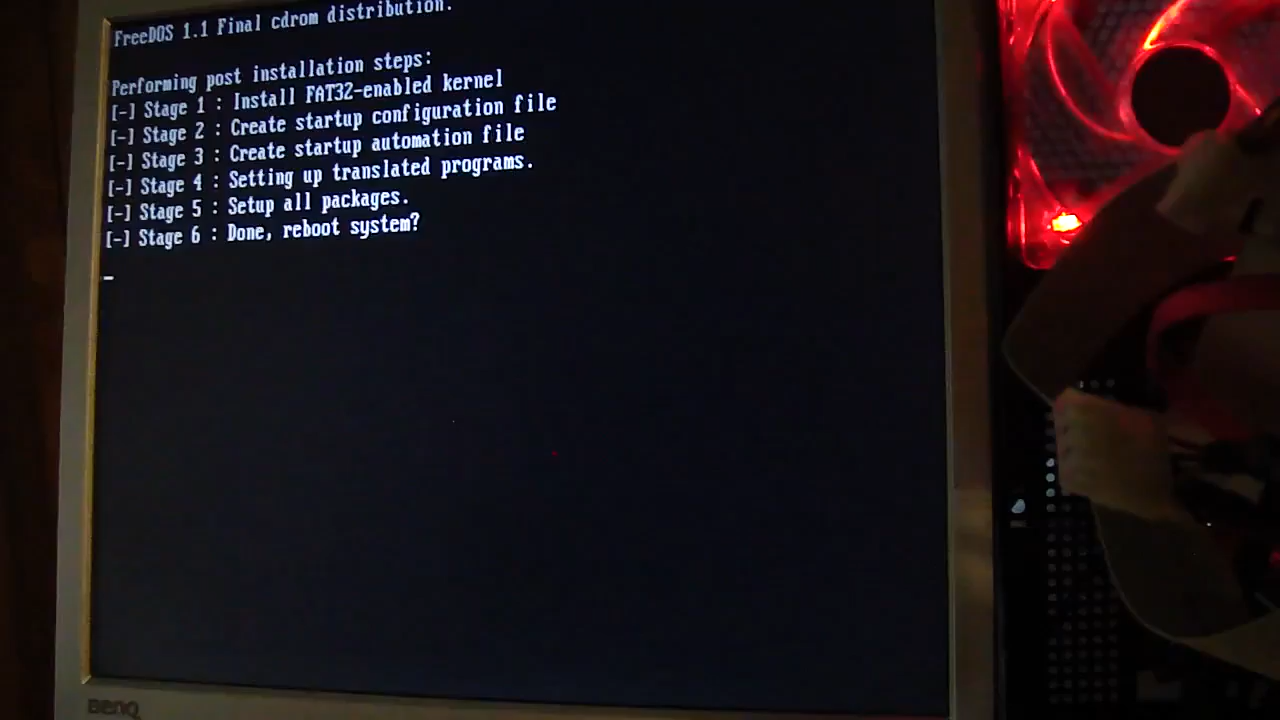 FreeDOS 1.1 Final cdrom distribution.
Performing post installation steps:
[-] Stage 1 : Install FAT32-enabled kernel
[-] Stage 2 : Create startup configuration file
[-] Stage 3 : Create startup automation file
[-] Stage 4 : Setting up translated programs.
[-] Stage 5 : Setup all packages.
[-] Stage 6 : Done, reboot system?
_
BenQ